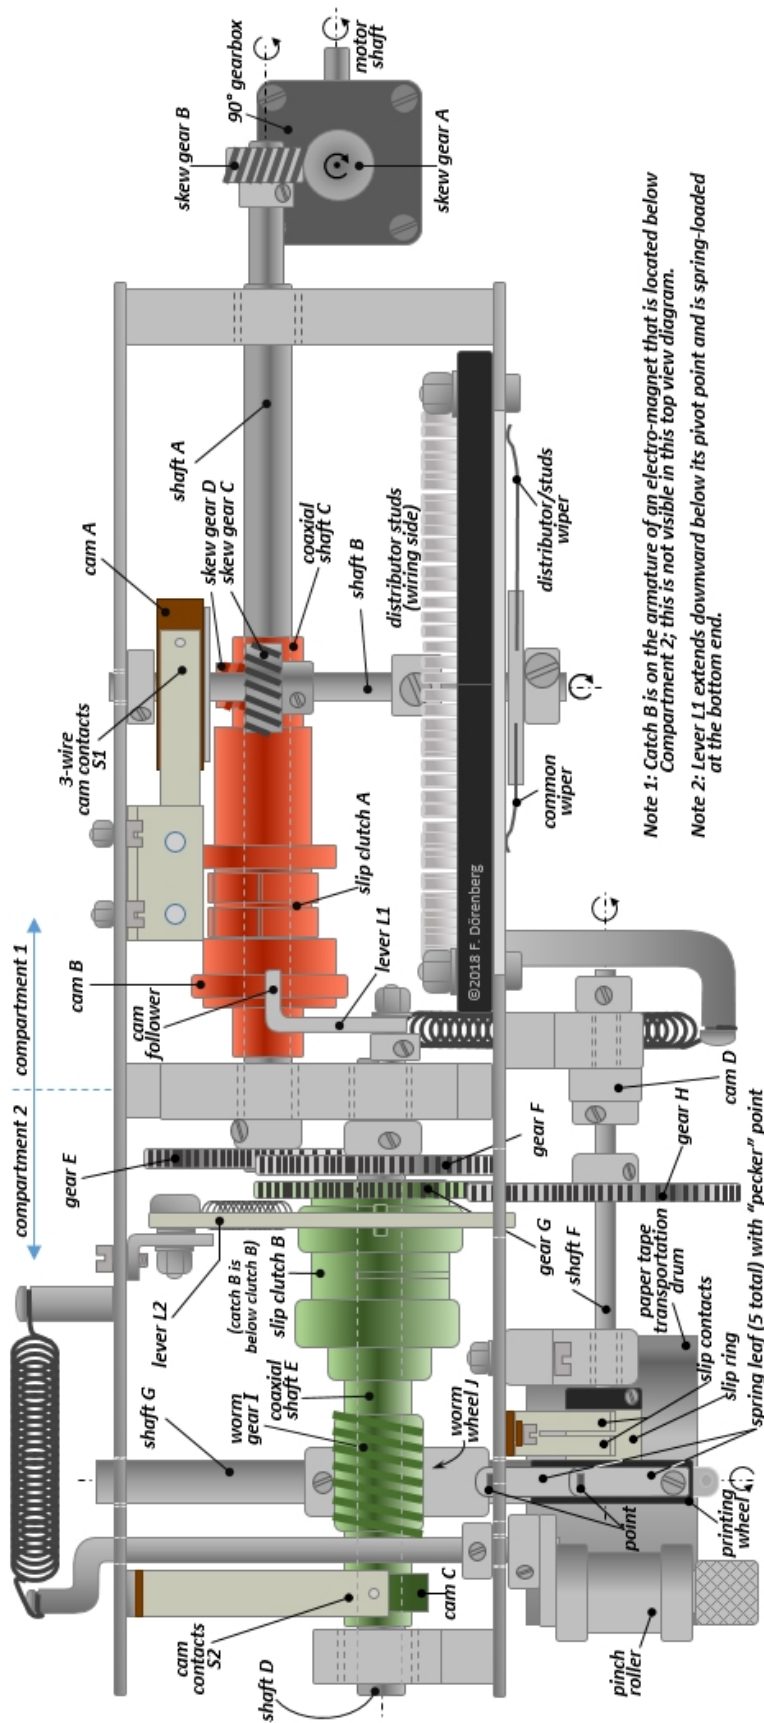 90° gearbox
motor
shaft
skew gear B
skew gear A
shaft A
cam A
skew gear D
skew gear C
coaxial
shaft C
shaft B
distributor studs
(wiring side)
distributor/studs
wiper
3-wire
cam contacts
S1
common
wiper
slip clutch A
lever L1
©2018 F. Dörenberg
cam B
cam
follower
compartment 1
compartment 2
gear E
gear F
cam D
gear H
gear G
shaft F
lever L2
(catch B is
below clutch B)
slip clutch B
paper tape
transportation
drum
slip contacts
slip ring
spring leaf (5 total) with "pecker" point
coaxial
shaft E
worm
gear I
worm
wheel J
shaft G
point
printing
wheel
cam C
cam
contacts
S2
pinch
roller
shaft D
Note 1: Catch B is on the armature of an electro-magnet that is located below
Compartment 2; this is not visible in this top view diagram.
Note 2: Lever L1 extends downward below its pivot point and is spring-loaded
at the bottom end.